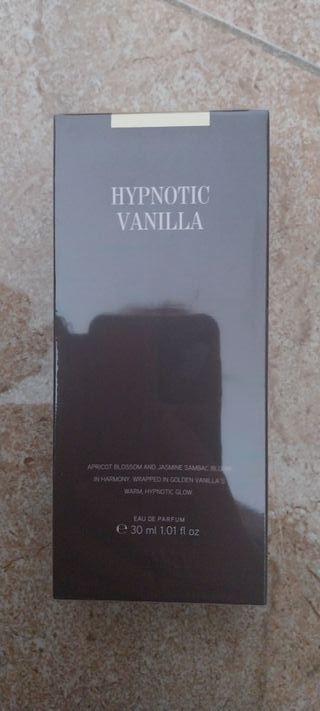 HYPNOTIC
VANILLA
APRICOT BLOSSOM AND JASMINE SAMBAC BLOOM
IN HARMONY. WRAPPED IN GOLDEN VANILLA'S
WARM, HYPNOTIC GLOW.
EAU DE PARFUM
℮ 30 ml 1.01 fl oz